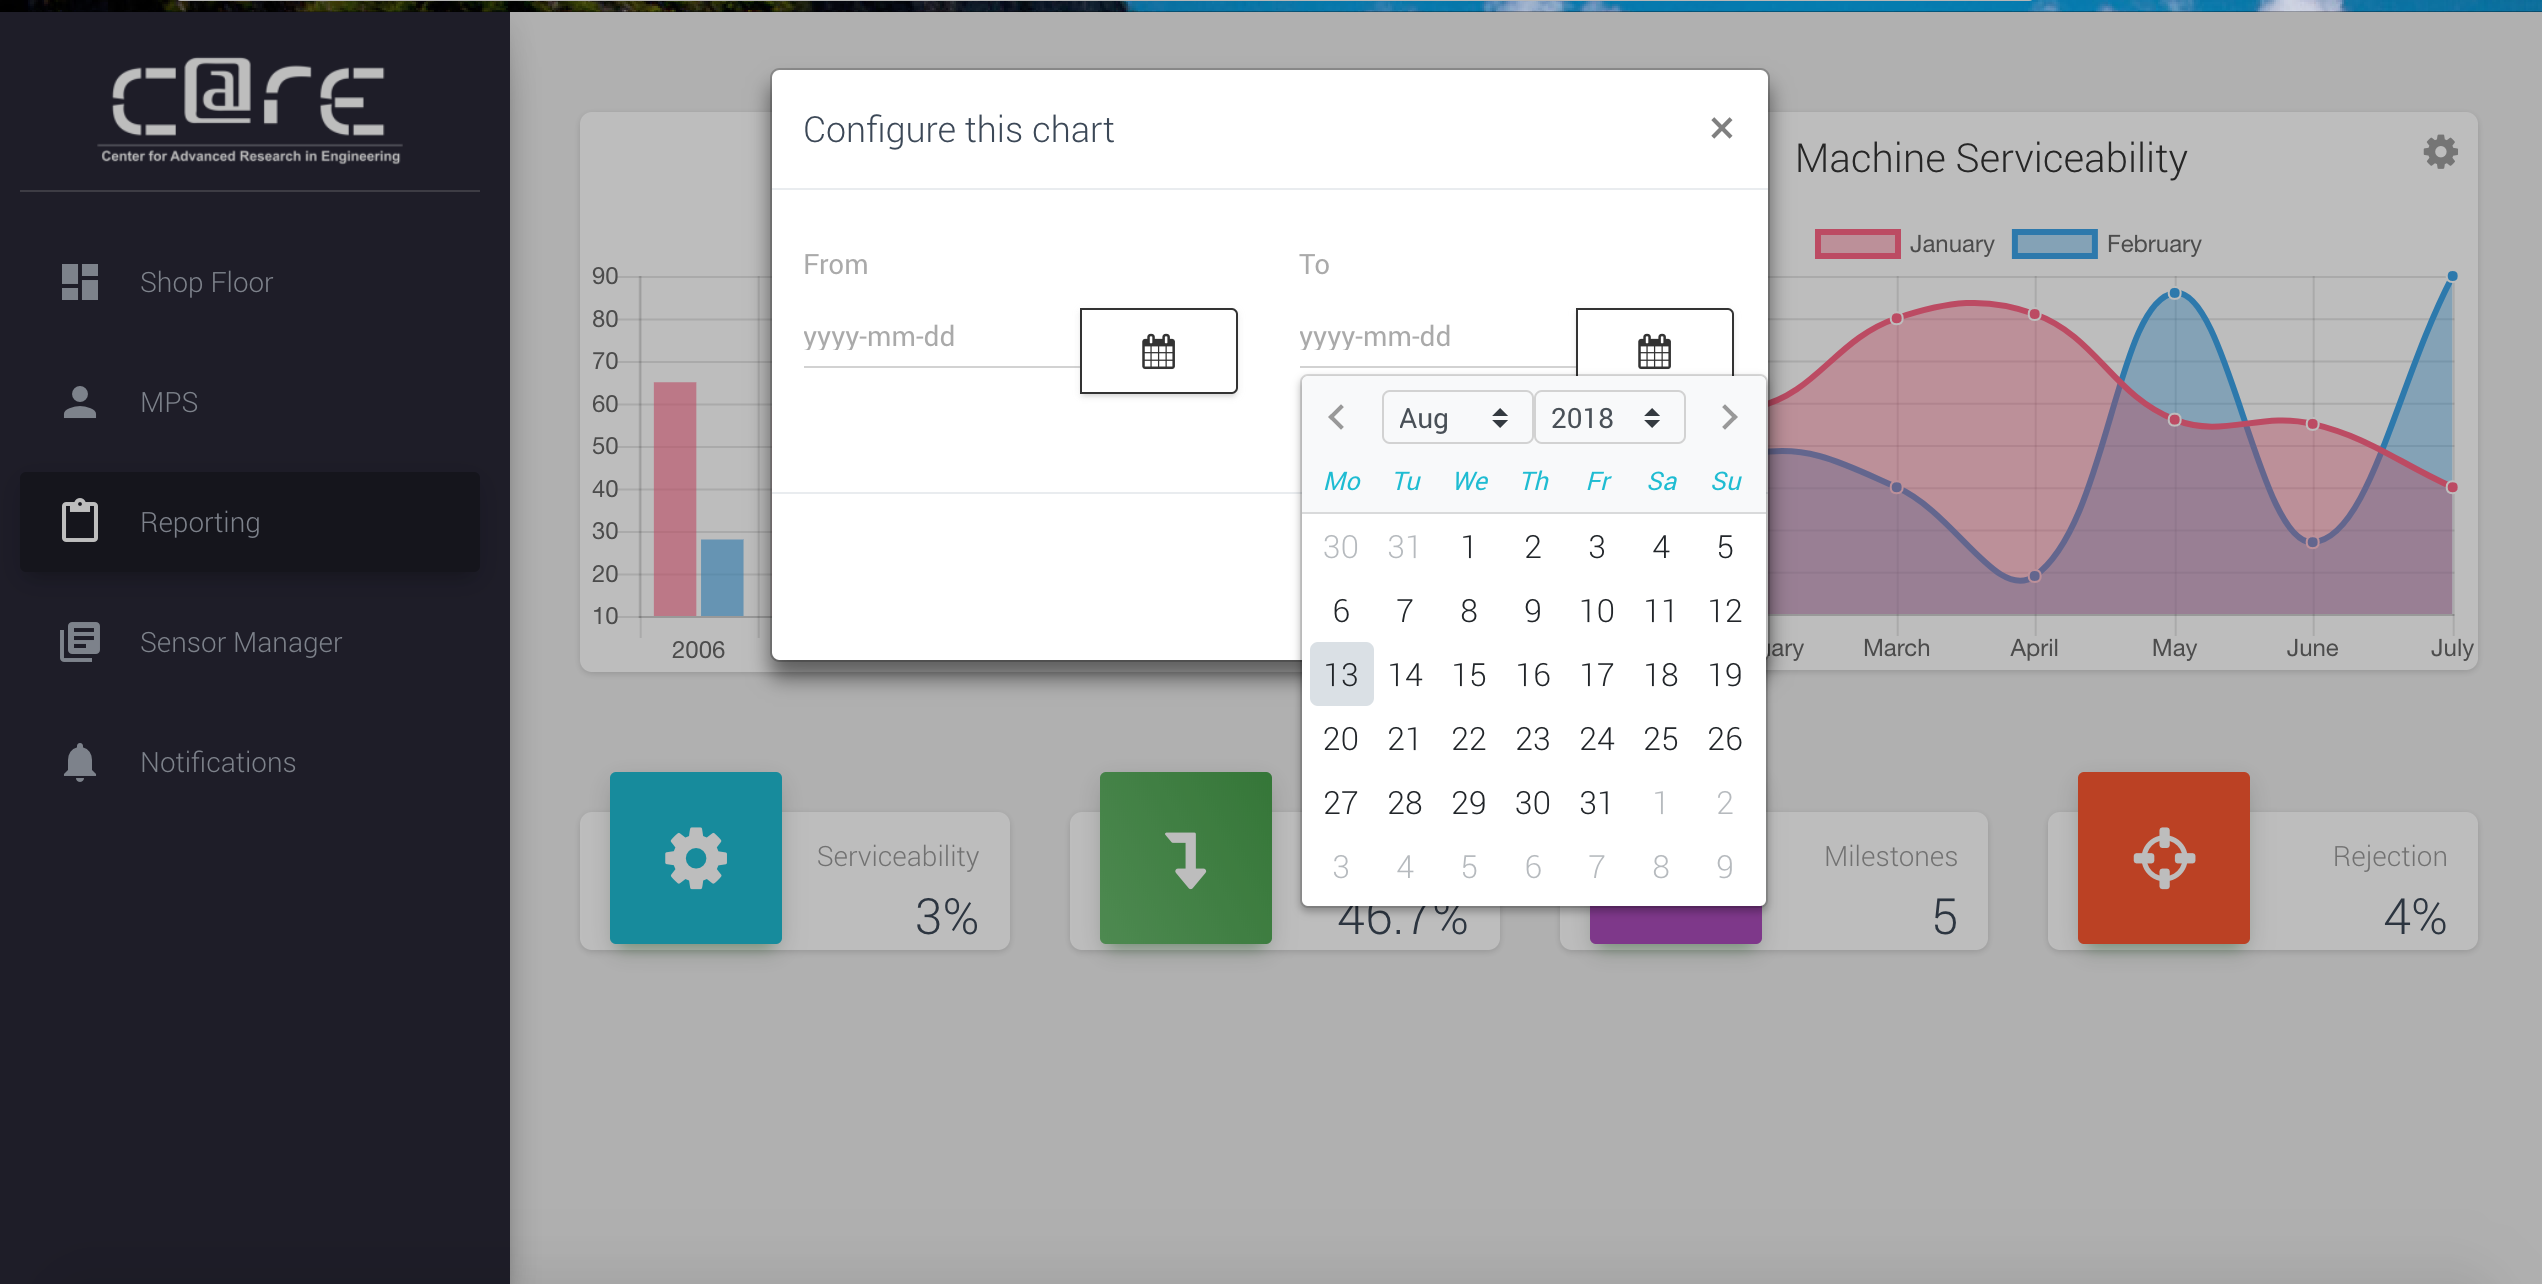 C@rE
Center for Advanced Research in Engineering
Shop Floor
MPS
Reporting
Sensor Manager
Notifications
Configure this chart
×
From
To
yyyy-mm-dd
yyyy-mm-dd
Aug 2018
Mo Tu We Th Fr Sa Su
30 31 1 2 3 4 5
6 7 8 9 10 11 12
13 14 15 16 17 18 19
20 21 22 23 24 25 26
27 28 29 30 31 1 2
3 4 5 6 7 8 9
90
80
70
60
50
40
30
20
10
2006
Machine Serviceability
January February
March April May June July
Serviceability
3%
46.7%
Milestones
5
Rejection
4%